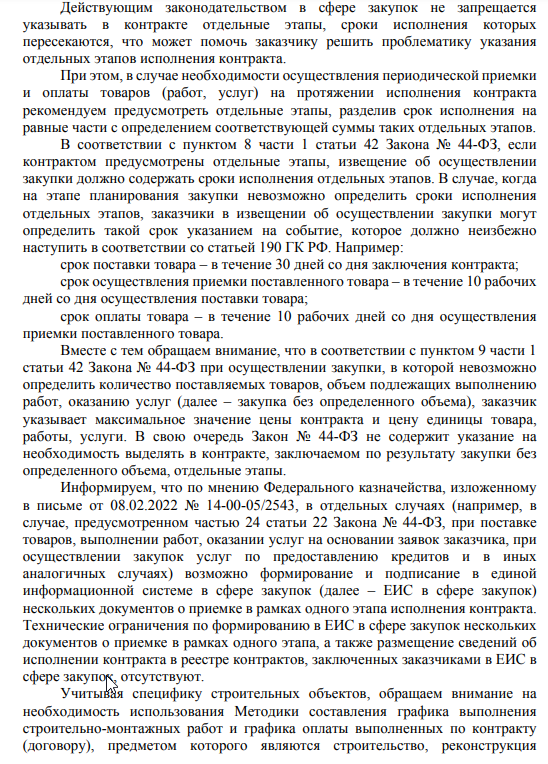 Действующим законодательством в сфере закупок не запрещается
указывать в контракте отдельные этапы, сроки исполнения которых
пересекаются, что может помочь заказчику решить проблематику указания
отдельных этапов исполнения контракта.
При этом, в случае необходимости осуществления периодической приемки
и оплаты товаров (работ, услуг) на протяжении исполнения контракта
рекомендуем предусмотреть отдельные этапы, разделив срок исполнения на
равные части с определением соответствующей суммы таких отдельных этапов.
В соответствии с пунктом 8 части 1 статьи 42 Закона № 44-ФЗ, если
контрактом предусмотрены отдельные этапы, извещение об осуществлении
закупки должно содержать сроки исполнения отдельных этапов. В случае, когда
на этапе планирования закупки невозможно определить сроки исполнения
отдельных этапов, заказчики в извещении об осуществлении закупки могут
определить такой срок указанием на событие, которое должно неизбежно
наступить в соответствии со статьей 190 ГК РФ. Например:
срок поставки товара – в течение 30 дней со дня заключения контракта;
срок осуществления приемки поставленного товара – в течение 10 рабочих
дней со дня осуществления поставки товара;
срок оплаты товара – в течение 10 рабочих дней со дня осуществления
приемки поставленного товара.
Вместе с тем обращаем внимание, что в соответствии с пунктом 9 части 1
статьи 42 Закона № 44-ФЗ при осуществлении закупки, в которой невозможно
определить количество поставляемых товаров, объем подлежащих выполнению
работ, оказанию услуг (далее – закупка без определенного объема), заказчик
указывает максимальное значение цены контракта и цену единицы товара,
работы, услуги. В свою очередь Закон № 44-ФЗ не содержит указание на
необходимость выделять в контракте, заключаемом по результату закупки без
определенного объема, отдельные этапы.
Информируем, что по мнению Федерального казначейства, изложенному
в письме от 08.02.2022 № 14-00-05/2543, в отдельных случаях (например, в
случае, предусмотренном частью 24 статьи 22 Закона № 44-ФЗ, при поставке
товаров, выполнении работ, оказании услуг на основании заявок заказчика, при
осуществлении закупок услуг по предоставлению кредитов и в иных
аналогичных случаях) возможно формирование и подписание в единой
информационной системе в сфере закупок (далее – ЕИС в сфере закупок)
нескольких документов о приемке в рамках одного этапа исполнения контракта.
Технические ограничения по формированию в ЕИС в сфере закупок нескольких
документов о приемке в рамках одного этапа, а также размещение сведений об
исполнении контракта в реестре контрактов, заключенных заказчиками в ЕИС в
сфере закупок, отсутствуют.
Учитывая специфику строительных объектов, обращаем внимание на
необходимость использования Методики составления графика выполнения
строительно-монтажных работ и графика оплаты выполненных по контракту
(договору), предметом которого являются строительство, реконструкция